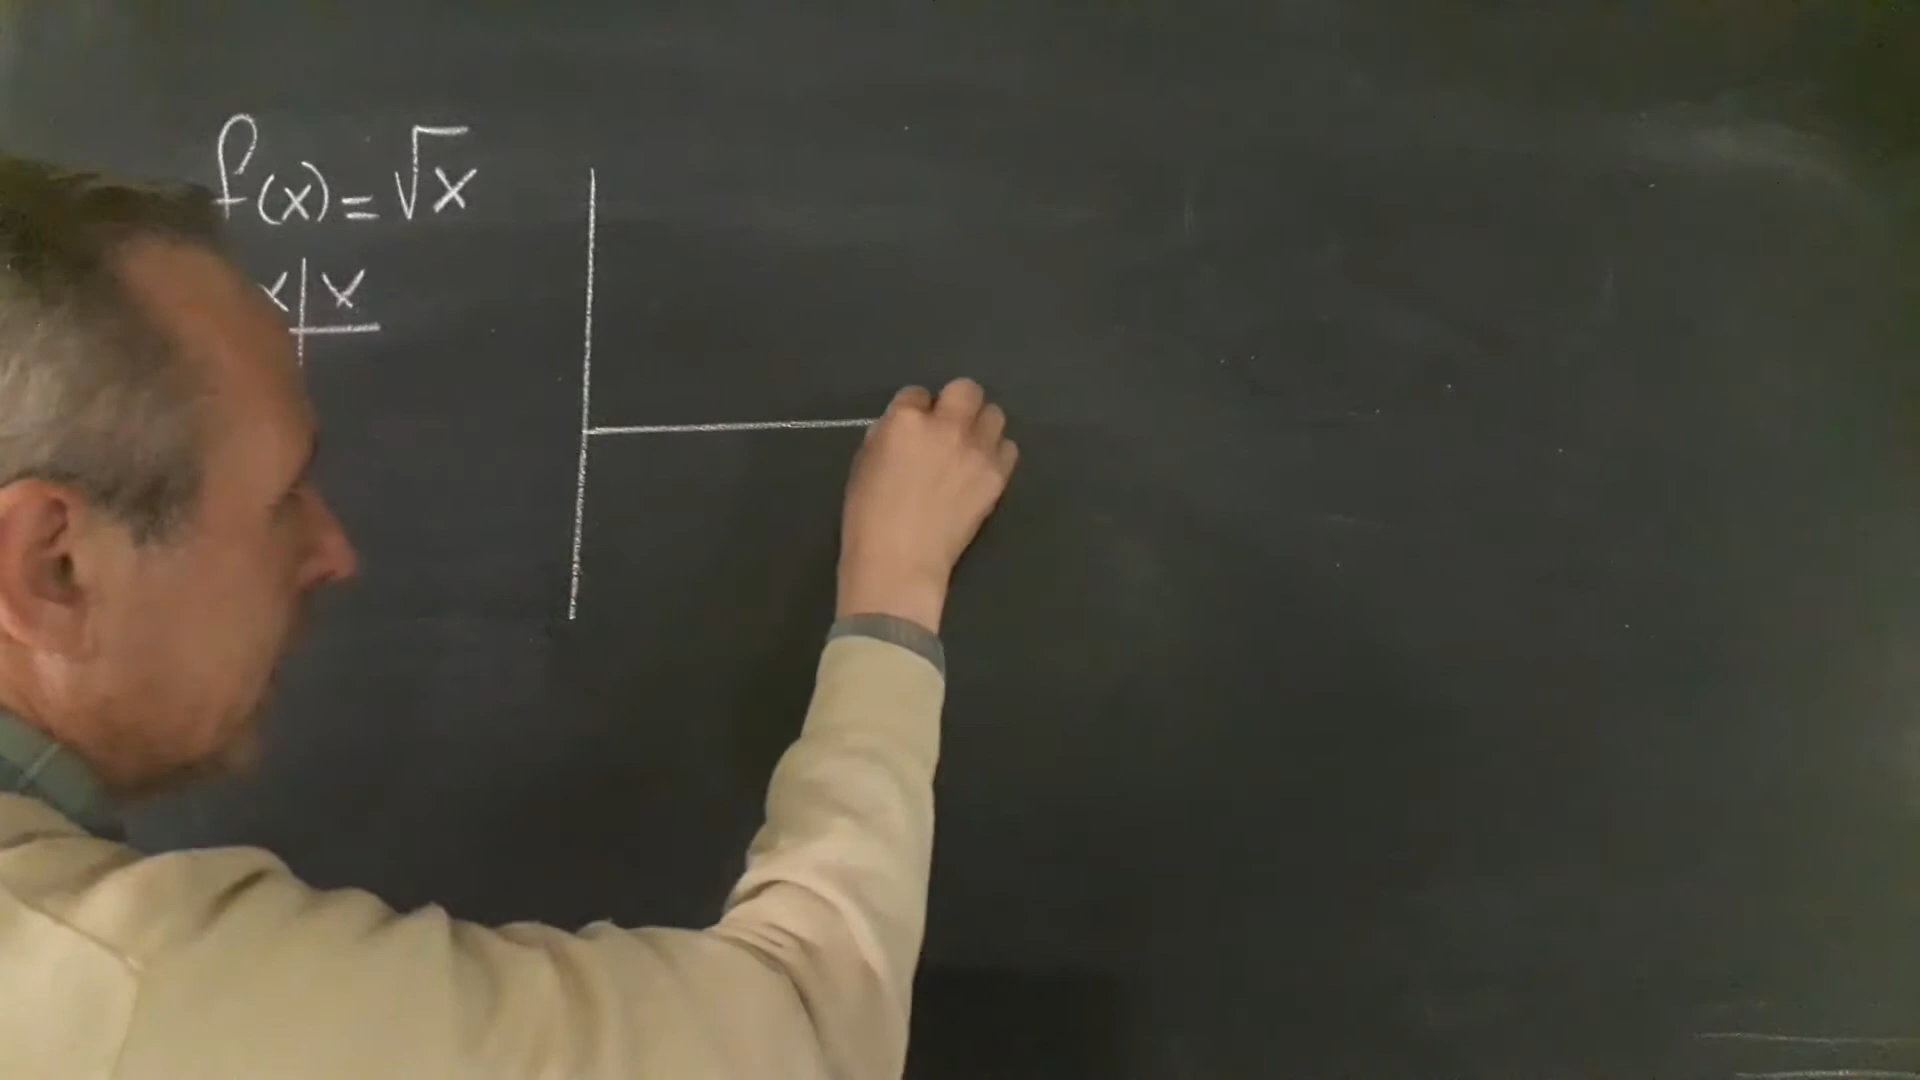 f(x) = √x
x | x